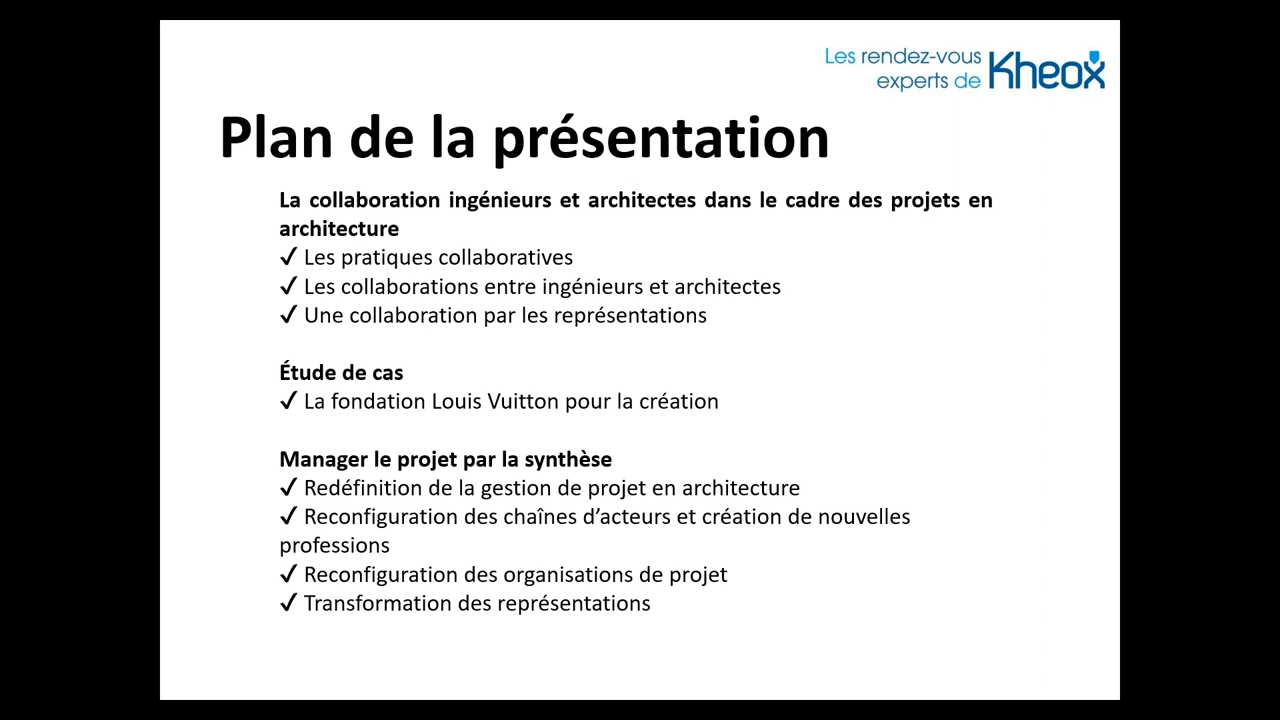 Les rendez-vous
experts de Kheox
Plan de la présentation
La collaboration ingénieurs et architectes dans le cadre des projets en
architecture
✓ Les pratiques collaboratives
✓ Les collaborations entre ingénieurs et architectes
✓ Une collaboration par les représentations
Étude de cas
✓ La fondation Louis Vuitton pour la création
Manager le projet par la synthèse
✓ Redéfinition de la gestion de projet en architecture
✓ Reconfiguration des chaînes d’acteurs et création de nouvelles
professions
✓ Reconfiguration des organisations de projet
✓ Transformation des représentations